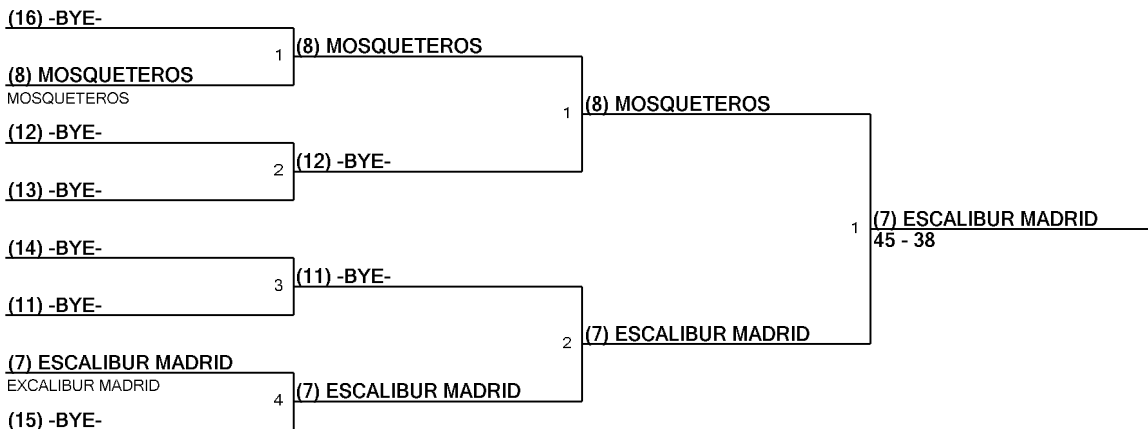 (16) -BYE-
1
(8) MOSQUETEROS
(8) MOSQUETEROS
MOSQUETEROS
1
(8) MOSQUETEROS
(12) -BYE-
2
(12) -BYE-
(13) -BYE-
1
(7) ESCALIBUR MADRID
45 - 38
(14) -BYE-
3
(11) -BYE-
(11) -BYE-
2
(7) ESCALIBUR MADRID
(7) ESCALIBUR MADRID
EXCALIBUR MADRID
4
(7) ESCALIBUR MADRID
(15) -BYE-